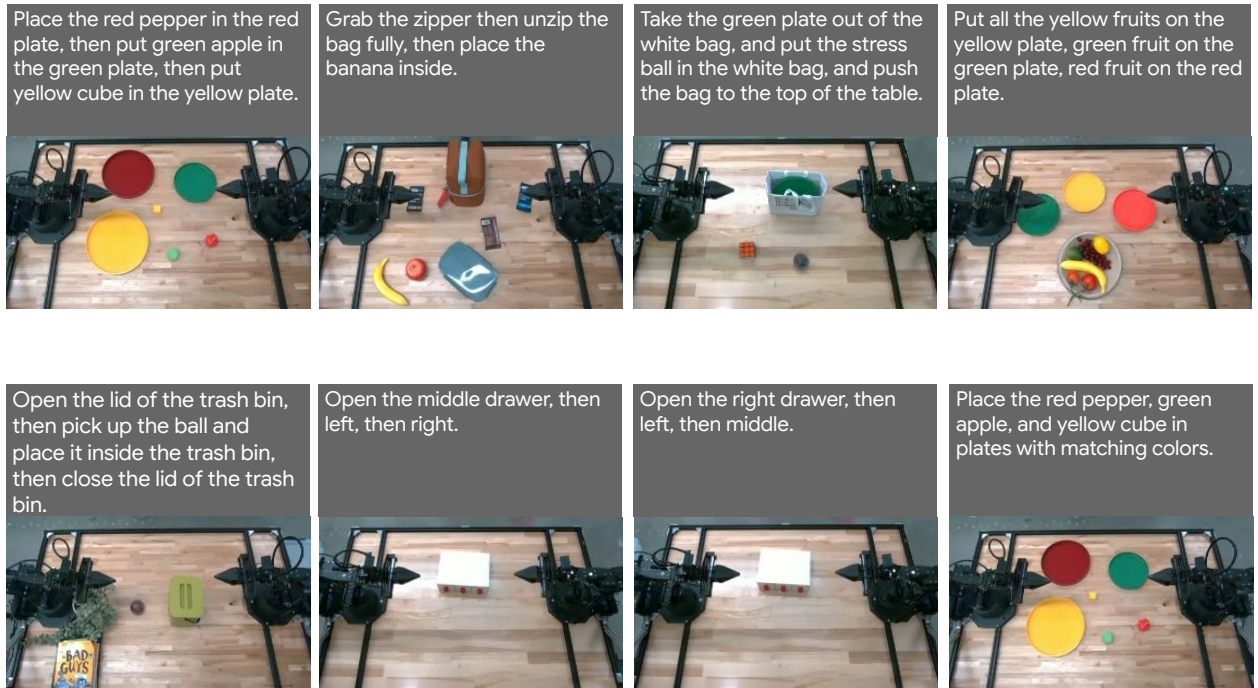 Place the red pepper in the red
plate, then put green apple in
the green plate, then put
yellow cube in the yellow plate.
Grab the zipper then unzip the
bag fully, then place the
banana inside.
Take the green plate out of the
white bag, and put the stress
ball in the white bag, and push
the bag to the top of the table.
Put all the yellow fruits on the
yellow plate, green fruit on the
green plate, red fruit on the red
plate.
Open the lid of the trash bin,
then pick up the ball and
place it inside the trash bin,
then close the lid of the trash
bin.
Open the middle drawer, then
left, then right.
Open the right drawer, then
left, then middle.
Place the red pepper, green
apple, and yellow cube in
plates with matching colors.
BAD
GUYS